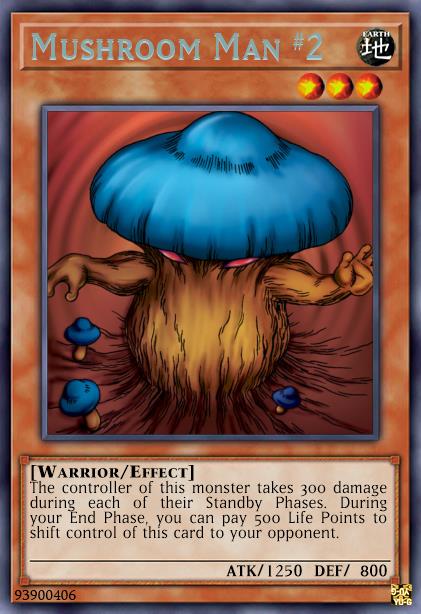 MUSHROOM MAN #2
EARTH
地
[WARRIOR/EFFECT]
The controller of this monster takes 300 damage
during each of their Standby Phases. During
your End Phase, you can pay 500 Life Points to
shift control of this card to your opponent.
ATK/1250 DEF/ 800
93900406